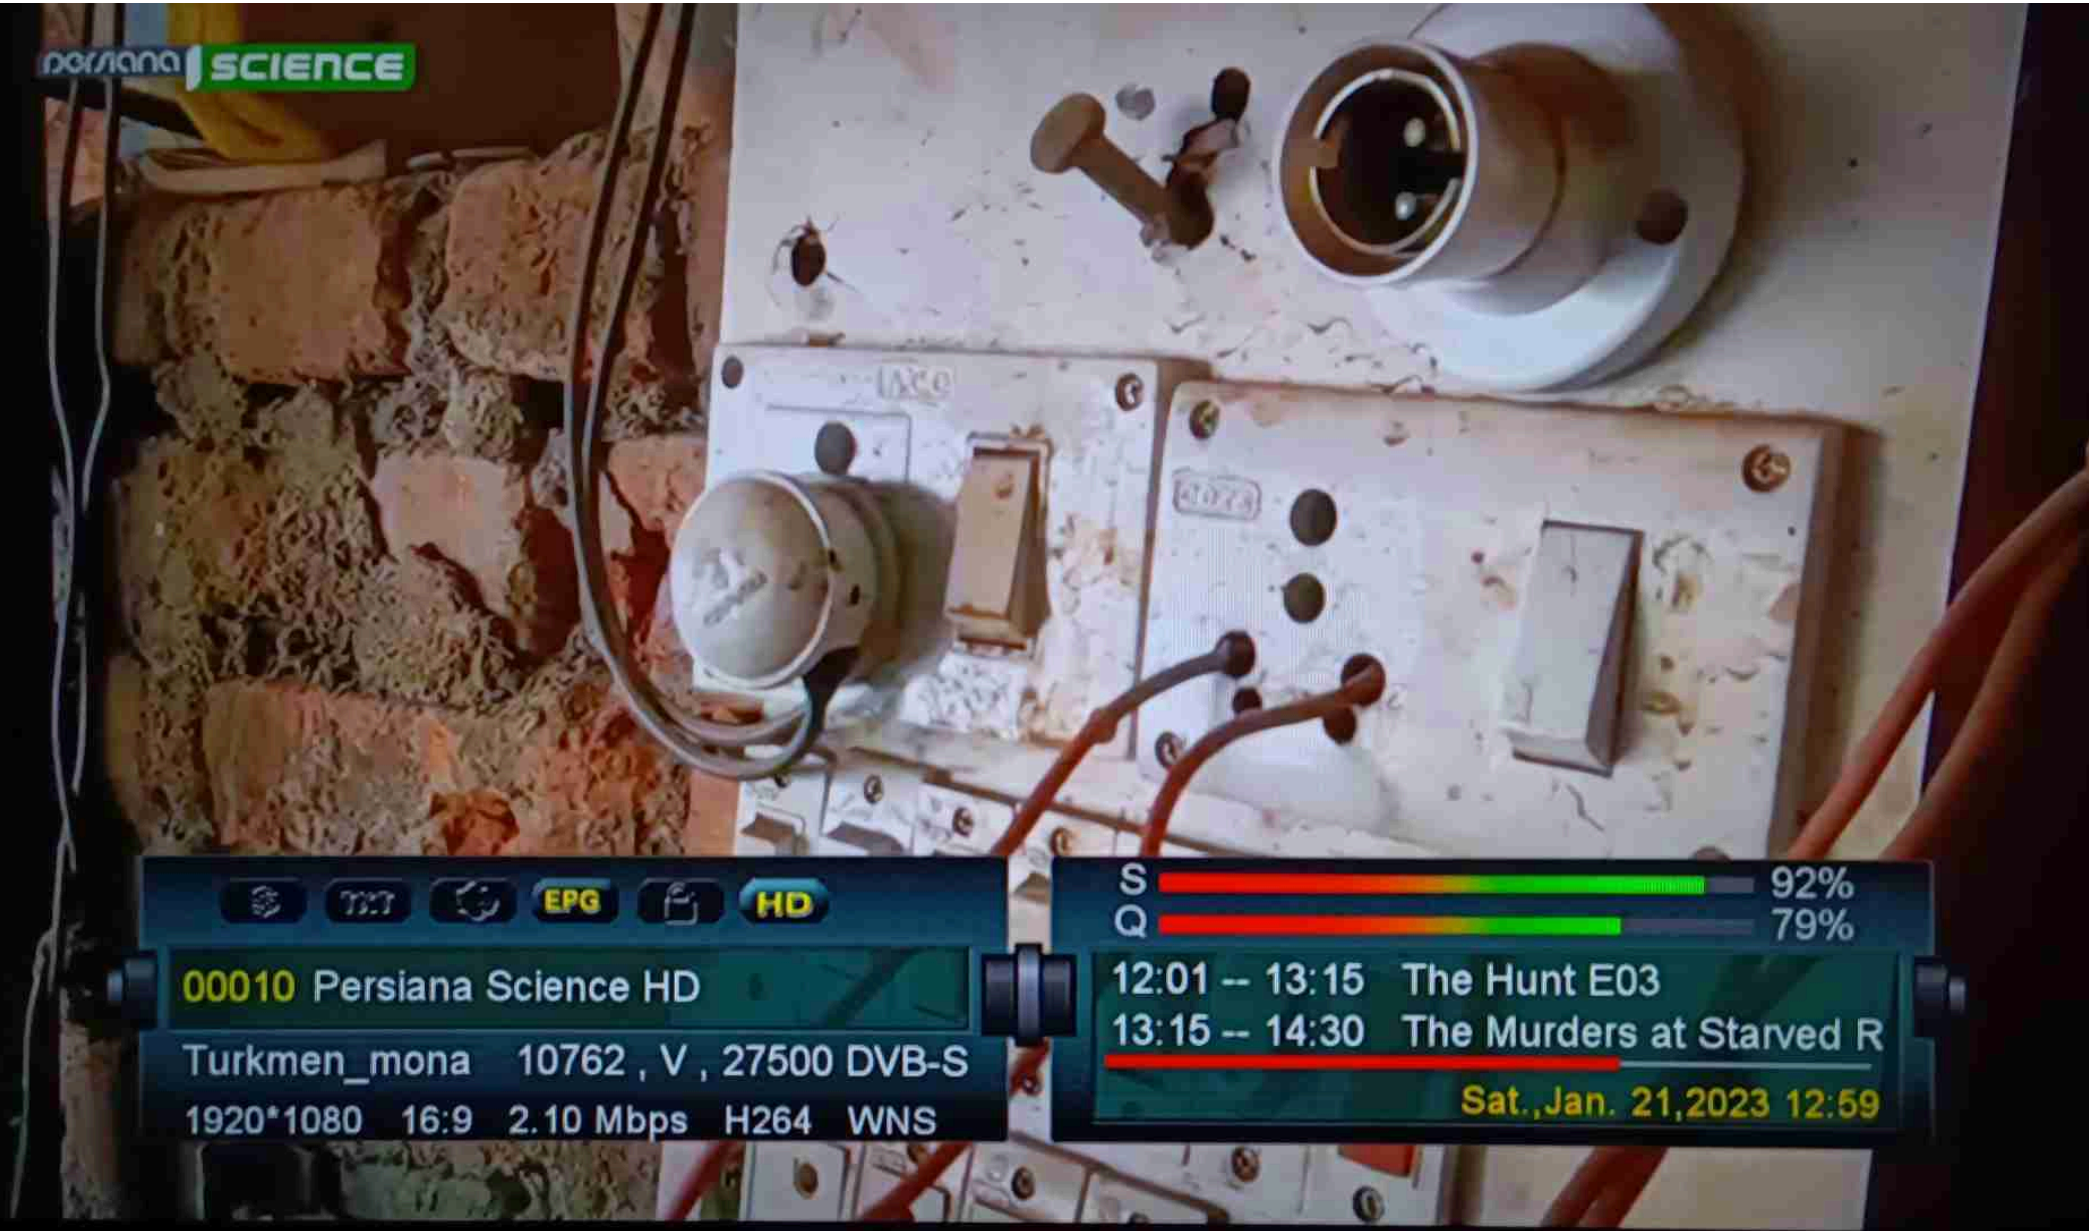 persiana SCIENCE
TXT EPG HD
00010 Persiana Science HD
Turkmen_mona 10762 , V , 27500 DVB-S
1920*1080 16:9 2.10 Mbps H264 WNS
S 92%
Q 79%
12:01 -- 13:15 The Hunt E03
13:15 -- 14:30 The Murders at Starved R
Sat.,Jan. 21,2023 12:59